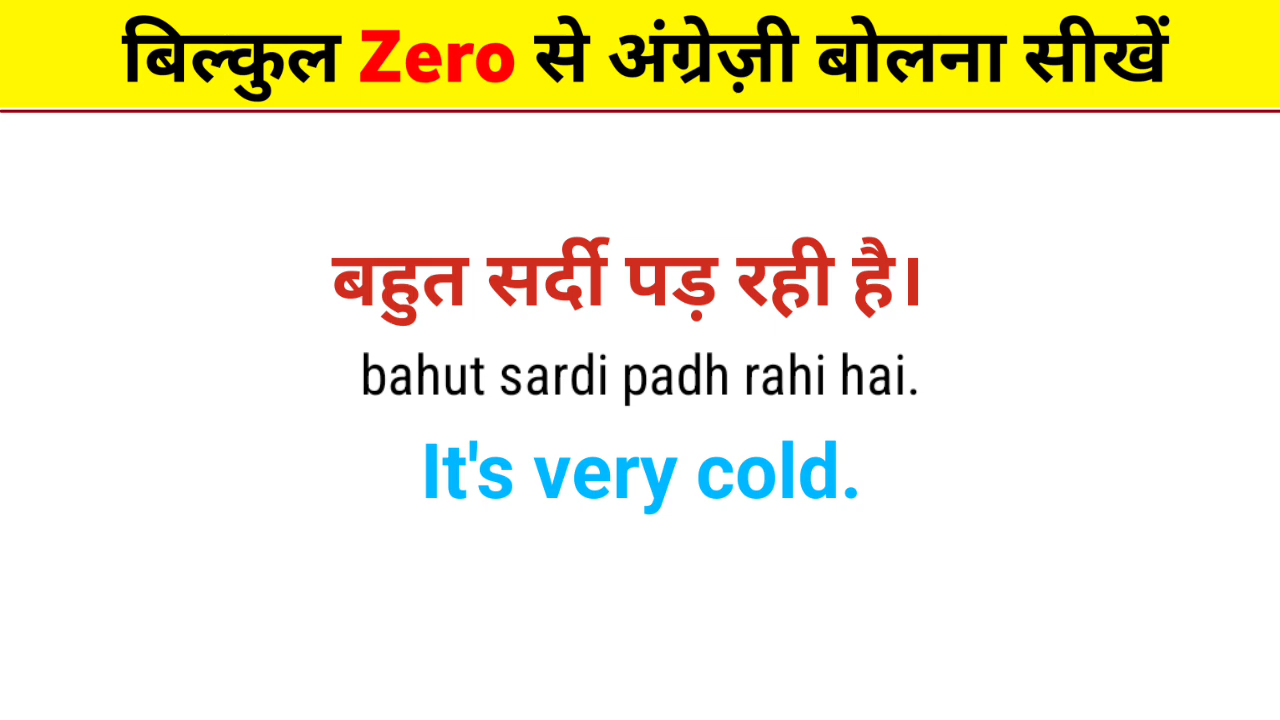 बिल्कुल Zero से अंग्रेज़ी बोलना सीखें
बहुत सर्दी पड़ रही है।
bahut sardi padh rahi hai.
It's very cold.